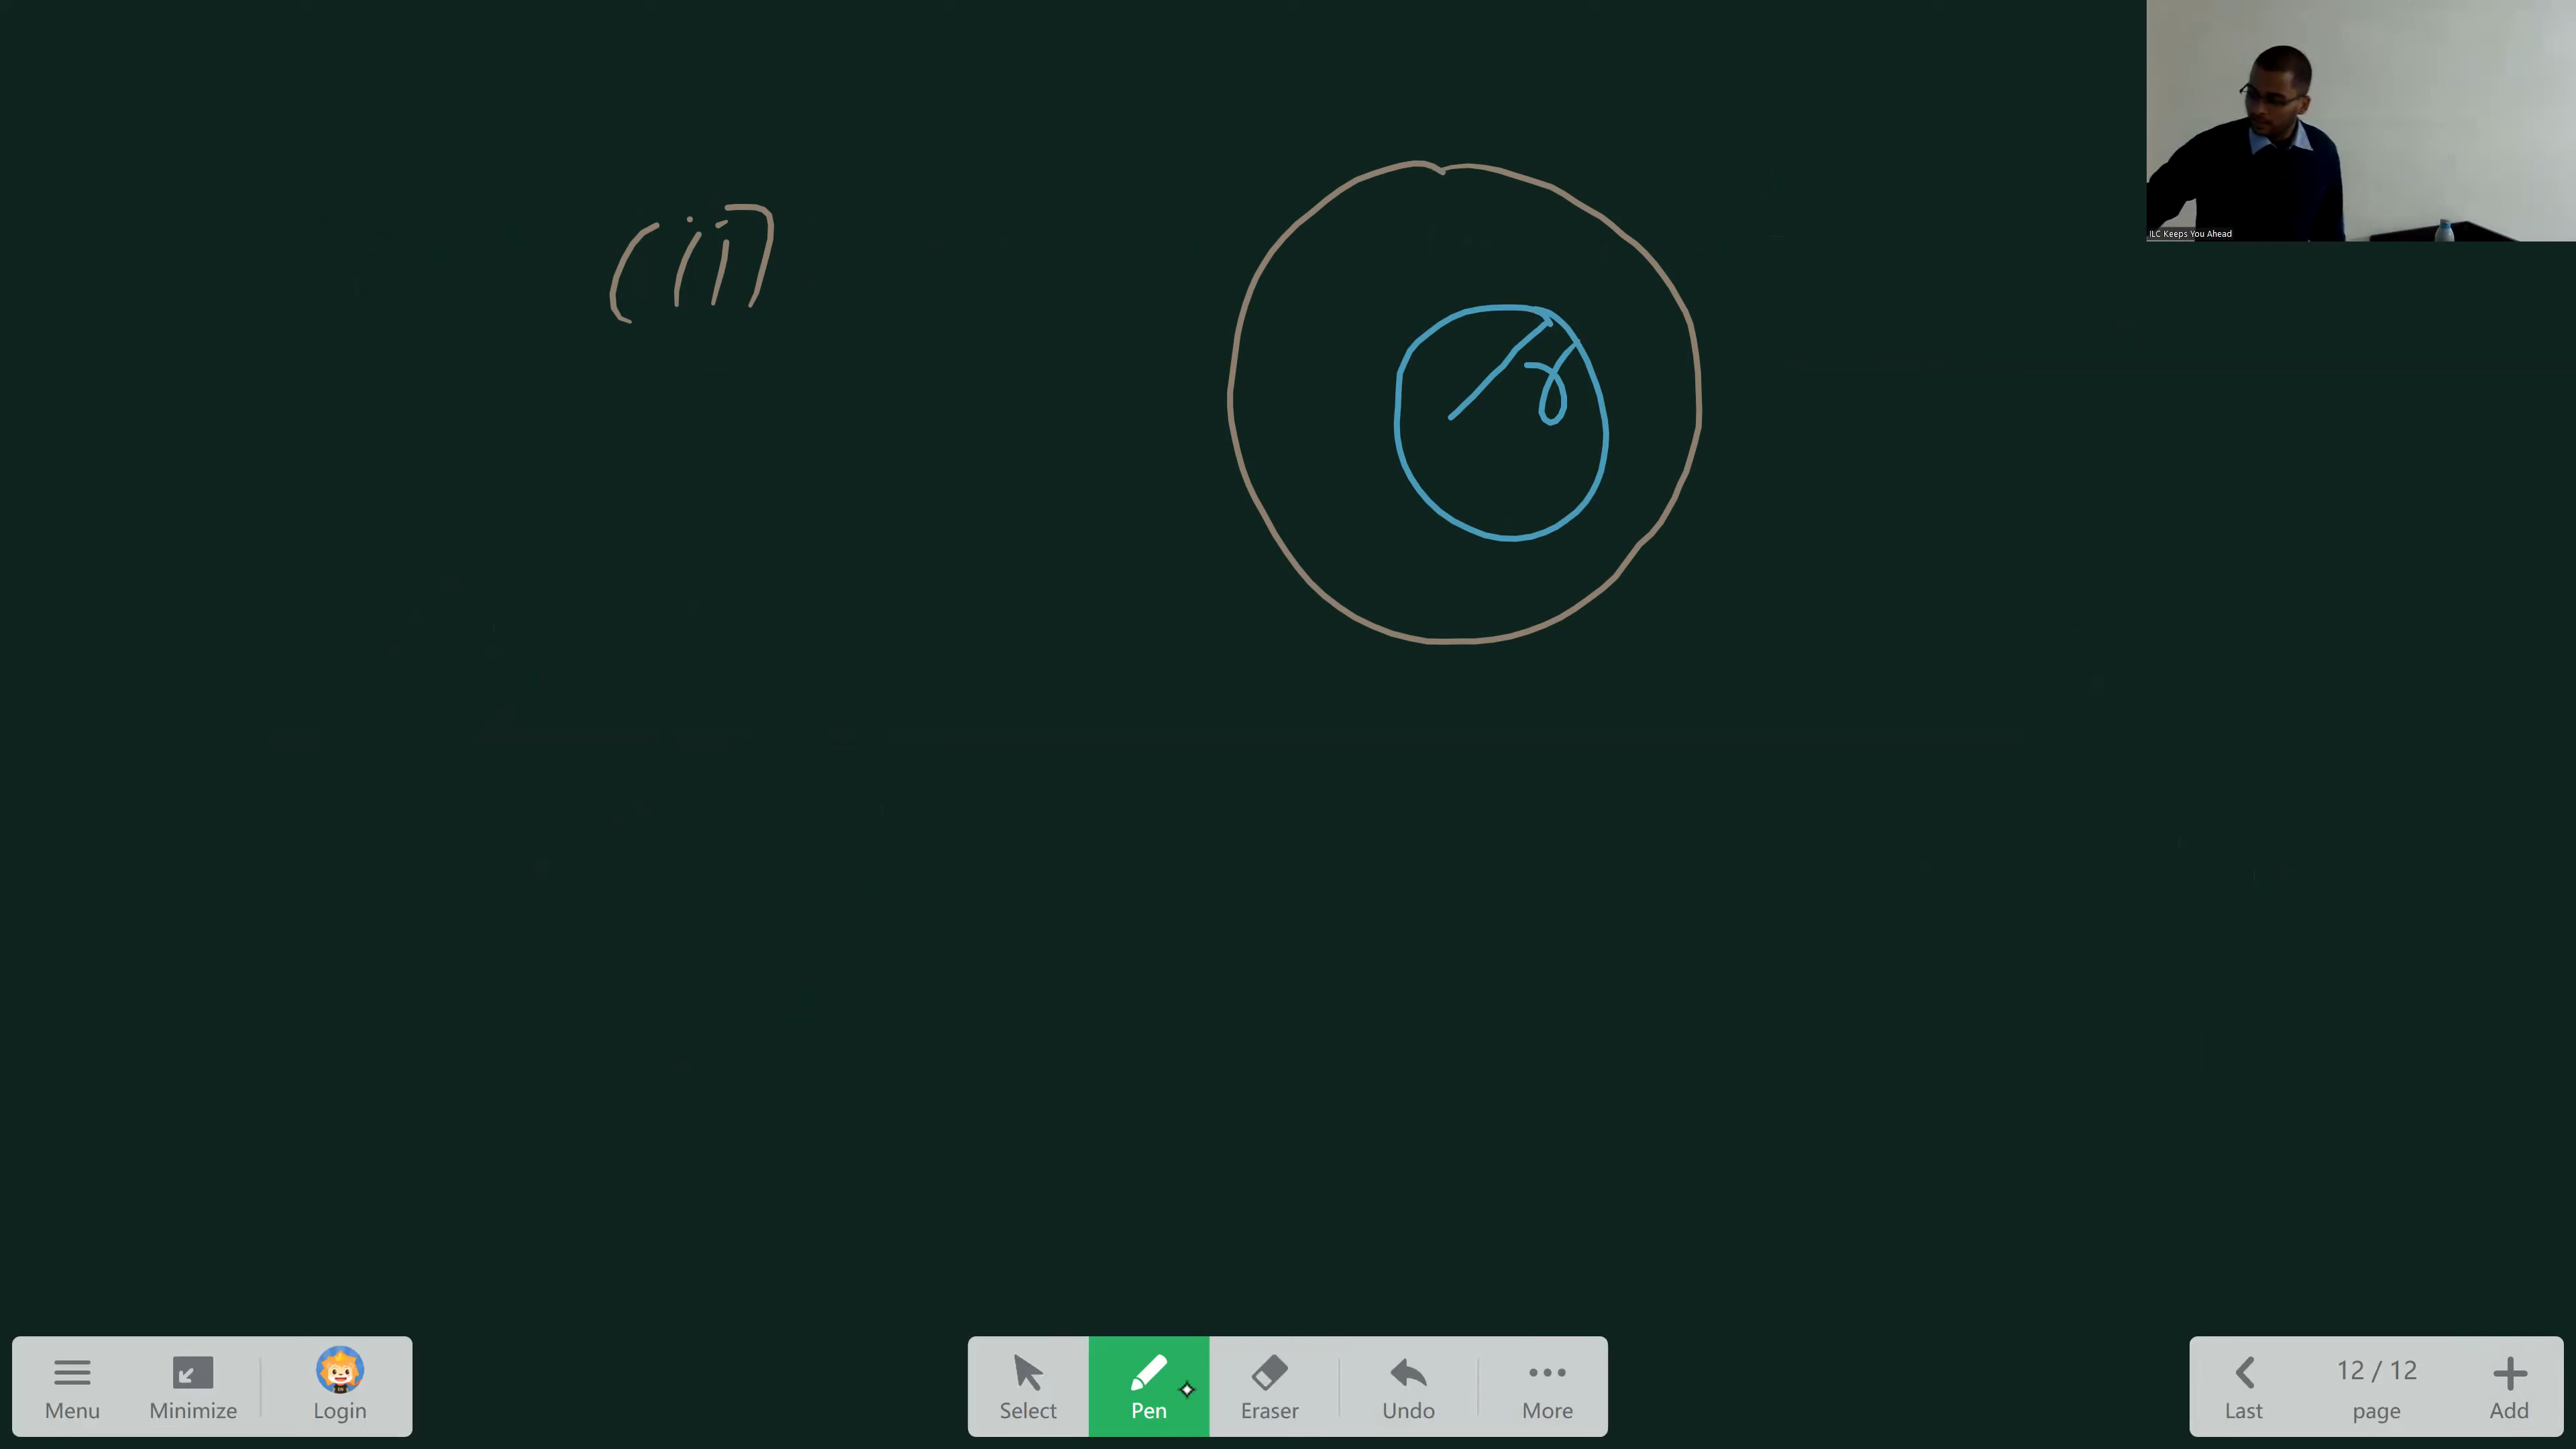 ILC Keeps You Ahead
(ii)
r
Menu
Minimize
Login
Select
Pen
Eraser
Undo
More
Last
12 / 12
page
Add